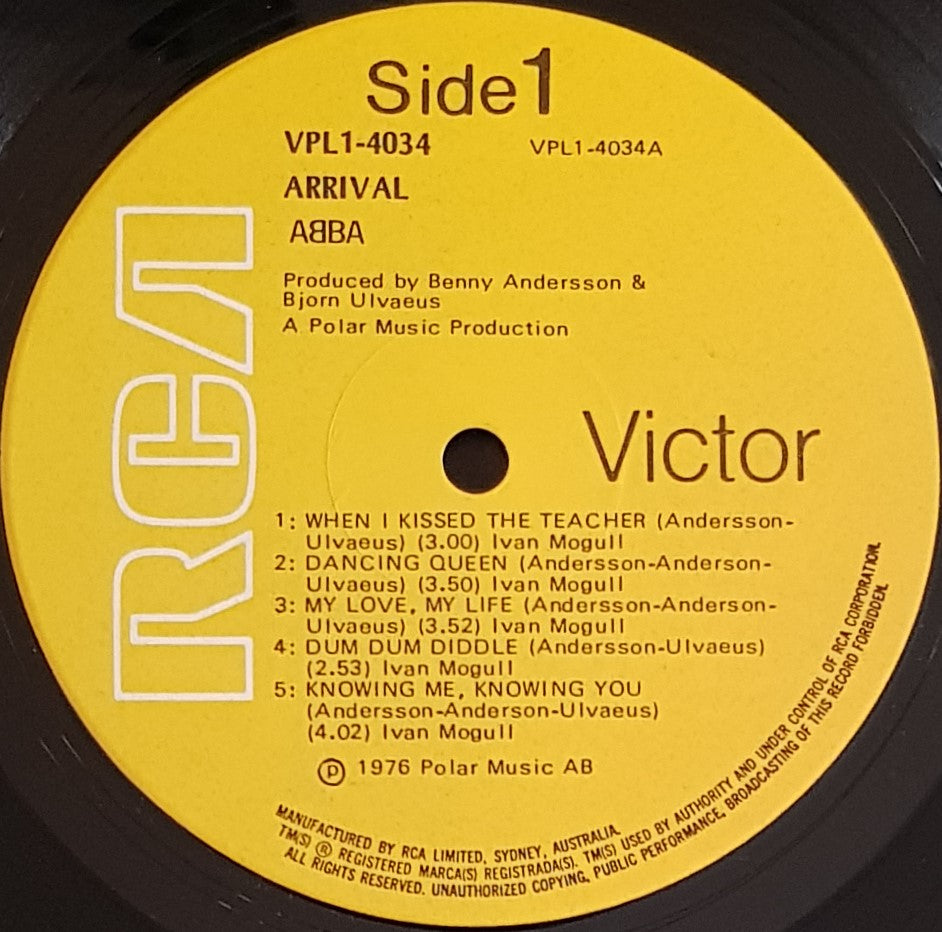 Side 1
VPL1-4034 VPL1-4034A
ARRIVAL
AᗺBA
Produced by Benny Andersson &
Bjorn Ulvaeus
A Polar Music Production
RCA
Victor
1: WHEN I KISSED THE TEACHER (Andersson-
Ulvaeus) (3.00) Ivan Mogull
2: DANCING QUEEN (Andersson-Anderson-
Ulvaeus) (3.50) Ivan Mogull
3: MY LOVE, MY LIFE (Andersson-Anderson-
Ulvaeus) (3.52) Ivan Mogull
4: DUM DUM DIDDLE (Andersson-Ulvaeus)
(2.53) Ivan Mogull
5: KNOWING ME, KNOWING YOU
(Andersson-Anderson-Ulvaeus)
(4.02) Ivan Mogull
℗ 1976 Polar Music AB
MANUFACTURED BY RCA LIMITED, SYDNEY, AUSTRALIA.
TM(S) ® REGISTERED MARCA(S) REGISTRADA(S). TM(S) USED BY AUTHORITY AND UNDER CONTROL OF RCA CORPORATION.
ALL RIGHTS RESERVED. UNAUTHORIZED COPYING, PUBLIC PERFORMANCE, BROADCASTING OF THIS RECORD FORBIDDEN.